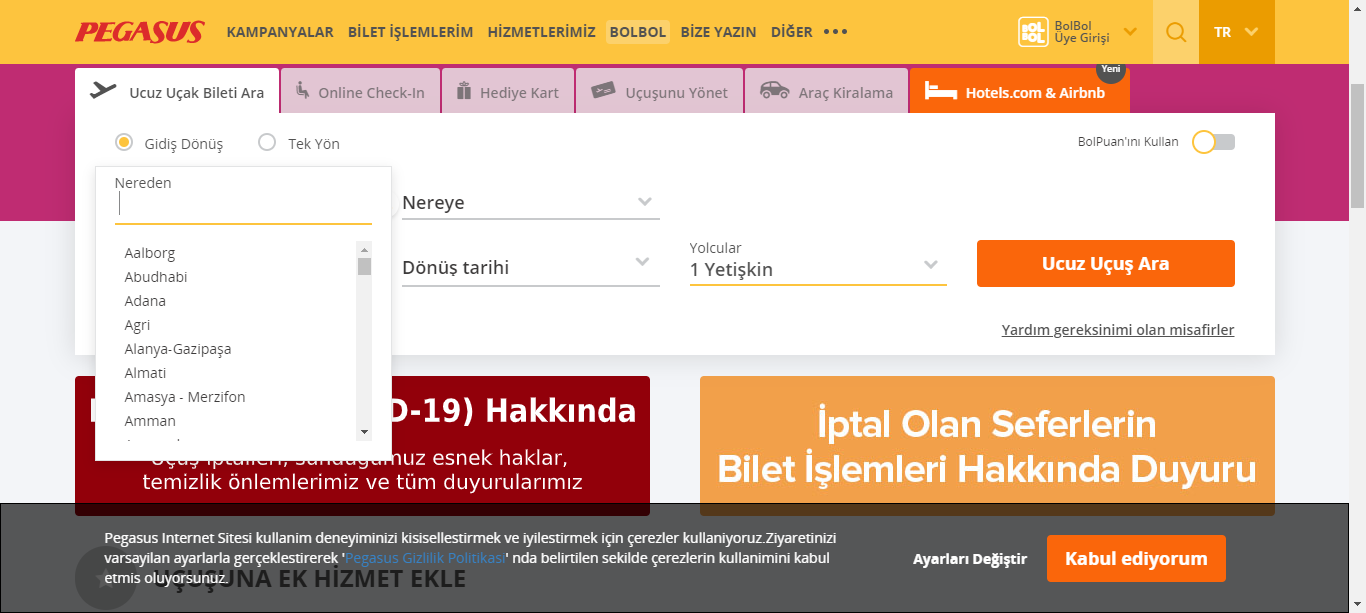 PEGASUS KAMPANYALAR BİLET İŞLEMLERİM HİZMETLERİMİZ BOLBOL BİZE YAZIN DİĞER •••
BOLBOL BolBol
Üye Girişi
TR
Yeni
Ucuz Uçak Bileti Ara Online Check-In Hediye Kart Uçuşunu Yönet Araç Kiralama Hotels.com & Airbnb
Gidiş Dönüş Tek Yön BolPuan'ını Kullan
Nereden
Nereye
Aalborg
Abudhabi
Adana
Agri
Alanya-Gazipaşa
Almati
Amasya - Merzifon
Amman
Dönüş tarihi
Yolcular
1 Yetişkin
Ucuz Uçuş Ara
Yardım gereksinimi olan misafirler
D-19) Hakkında
Uçuş iptalleri, sunduğumuz esnek haklar,
temizlik önlemlerimiz ve tüm duyurularımız
İptal Olan Seferlerin
Bilet İşlemleri Hakkında Duyuru
Pegasus Internet Sitesi kullanim deneyiminizi kisisellestirmek ve iyilestirmek için çerezler kullaniyoruz.Ziyaretinizi
varsayilan ayarlarla gerçeklestirerek 'Pegasus Gizlilik Politikasi' nda belirtilen sekilde çerezlerin kullanimini kabul
etmis oluyorsunuz.
Ayarları Değiştir
Kabul ediyorum
UÇUŞUNA EK HİZMET EKLE